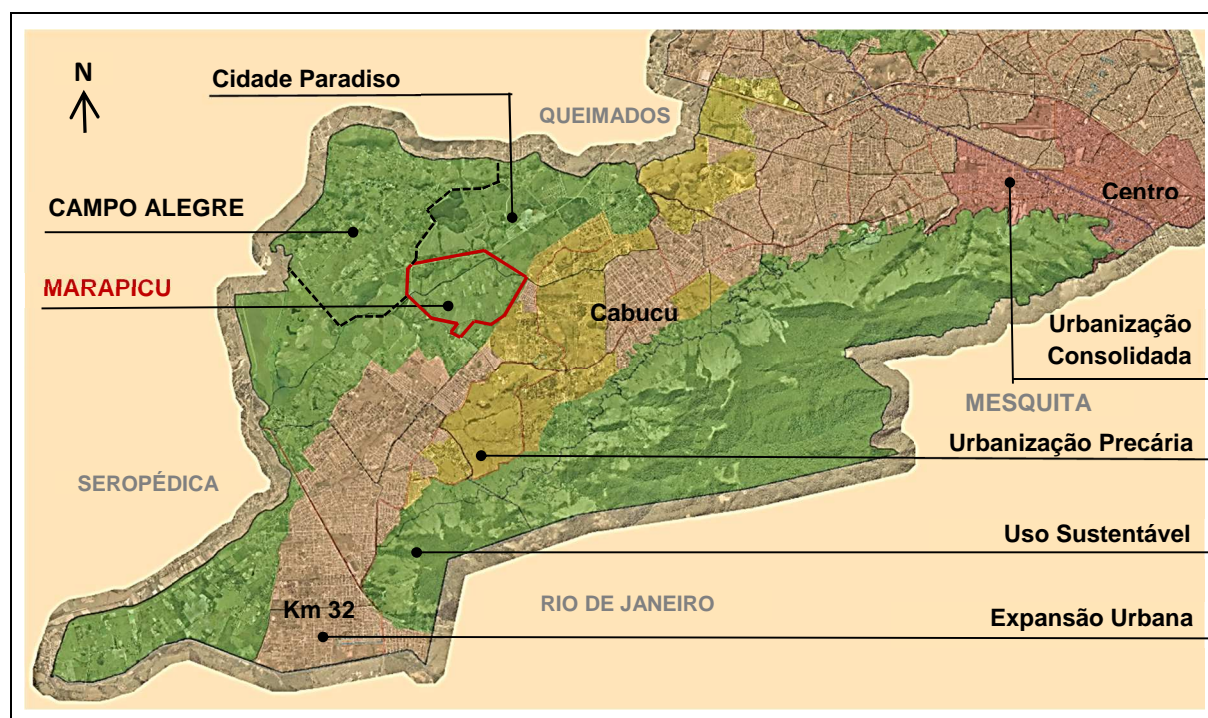 N
Cidade Paradiso
QUEIMADOS
CAMPO ALEGRE
Centro
MARAPICU
Cabucu
Urbanização
Consolidada
MESQUITA
Urbanização Precária
SEROPÉDICA
Uso Sustentável
RIO DE JANEIRO
Km 32
Expansão Urbana